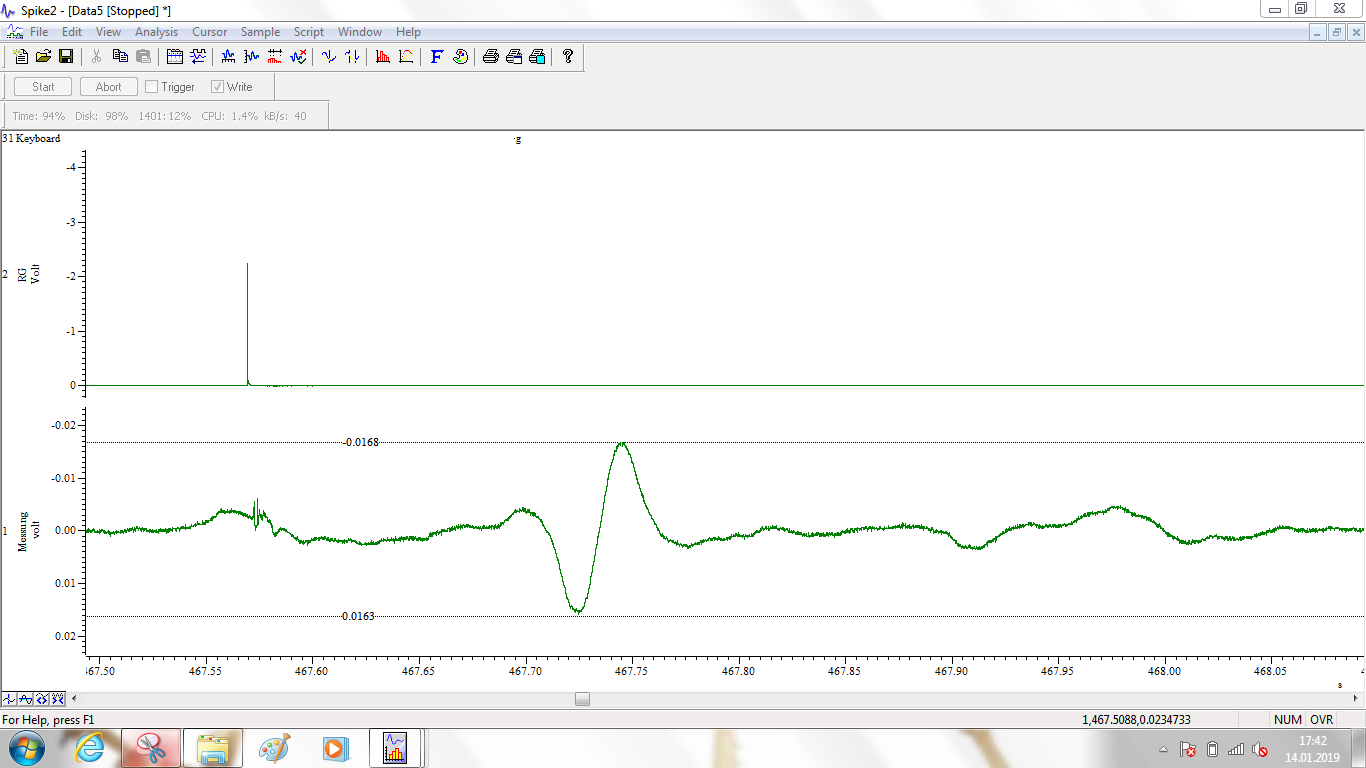 Spike2 - [Data5 [Stopped] *]
File Edit View Analysis Cursor Sample Script Window Help
Start Abort Trigger Write
Time: 94% Disk: 98% 1401: 12% CPU: 1.4% kB/s: 40
31 Keyboard
g
-4
-3
2 RG Volt
-2
-1
0
-0.02
-0.0168
-0.01
1 Messung volt
0.00
0.01
0.0163
0.02
467.50 467.55 467.60 467.65 467.70 467.75 467.80 467.85 467.90 467.95 468.00 468.05
s
For Help, press F1 1,467.5088,0.0234733 NUM OVR
17:42
14.01.2019